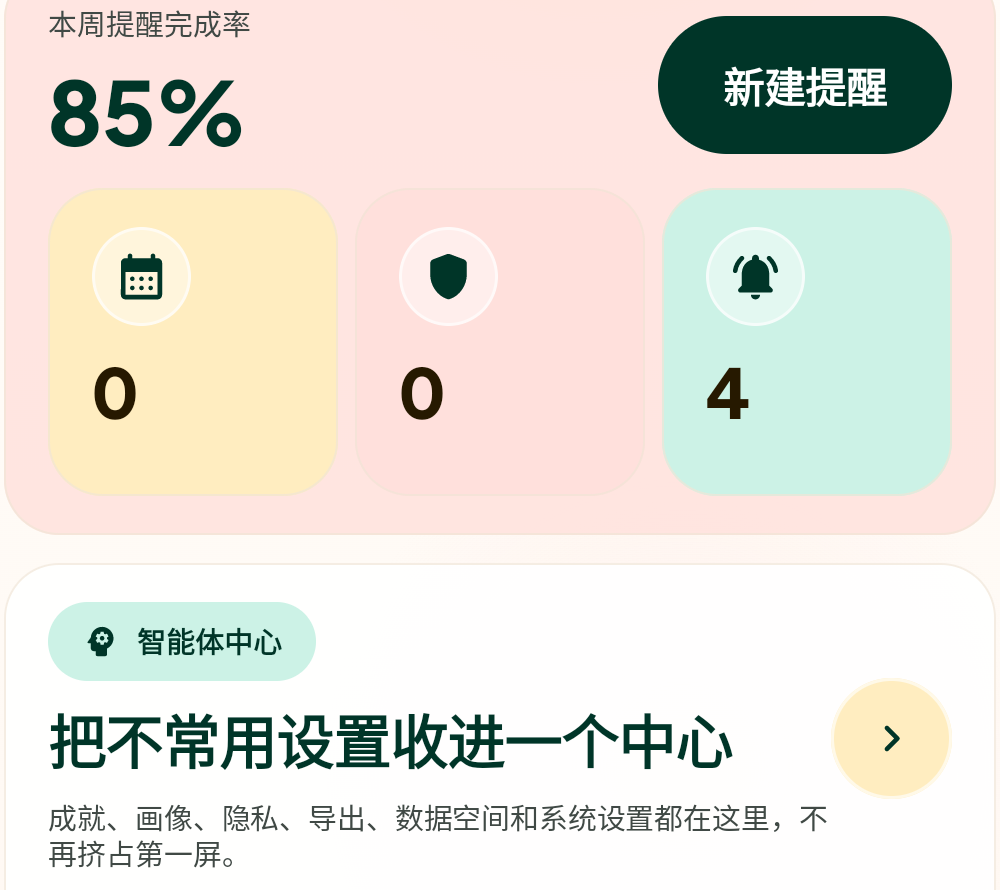 本周提醒完成率
85%
新建提醒
0
0
4
智能体中心
把不常用设置收进一个中心
成就、画像、隐私、导出、数据空间和系统设置都在这里，不
再挤占第一屏。